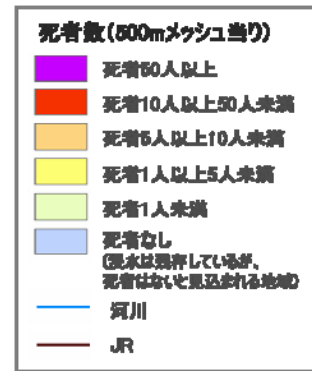 死者数(500mメッシュ当り)
死者50人以上
死者10人以上50人未満
死者5人以上10人未満
死者1人以上5人未満
死者1人未満
死者なし
(浸水は残存しているが、
死者はないと見込まれる地域)
河川
JR